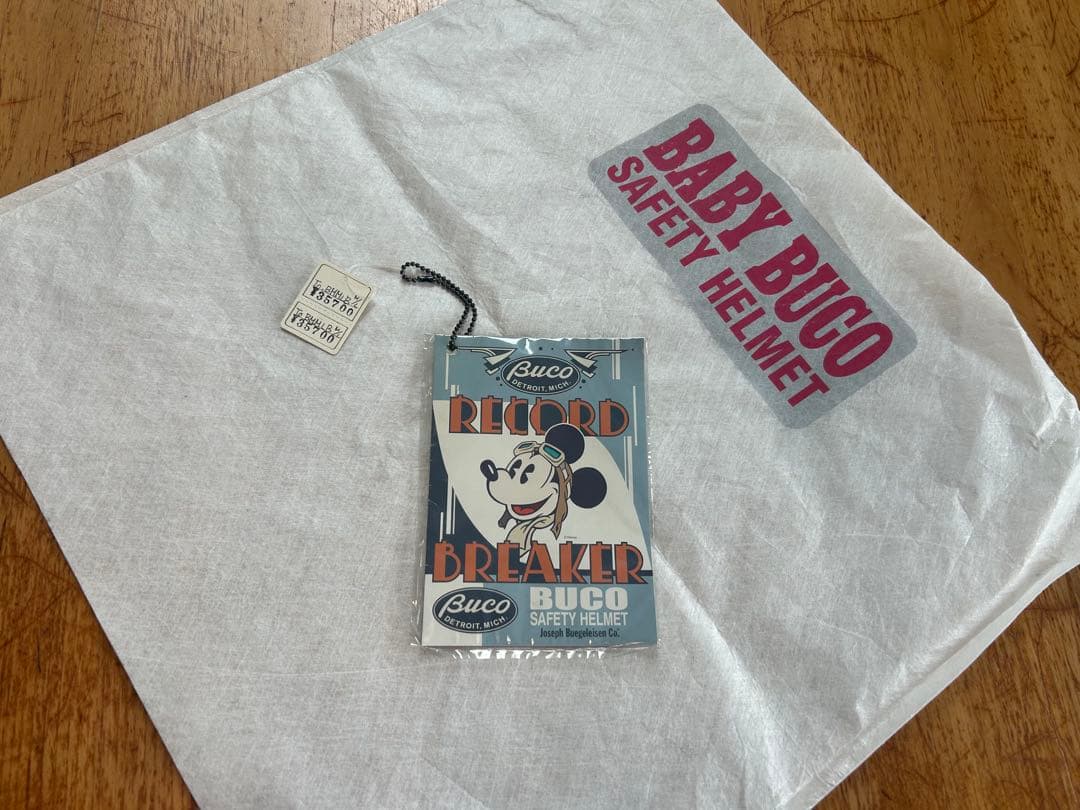 BABY BUCO
SAFETY HELMET
¥35700
¥35700
Buco
DETROIT, MICH.
RECORD
BREAKER
Buco
DETROIT, MICH.
BUCO
SAFETY HELMET
Joseph Buegeleisen Co.